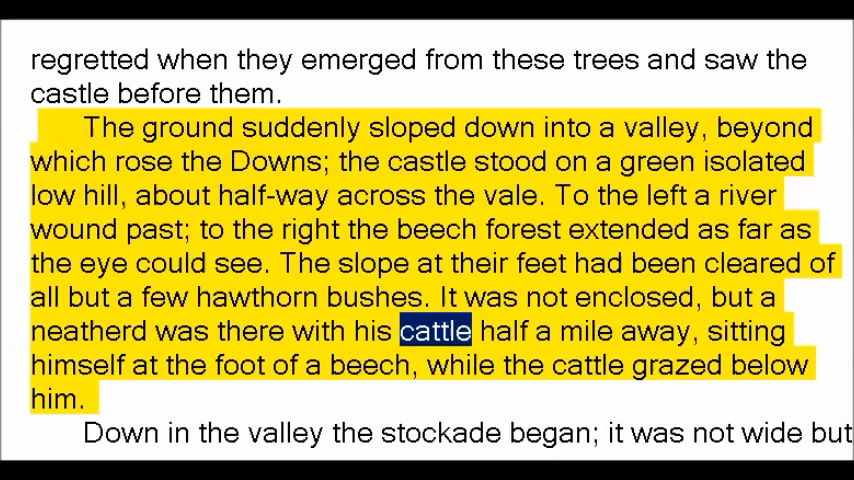 regretted when they emerged from these trees and saw the
castle before them.
The ground suddenly sloped down into a valley, beyond
which rose the Downs; the castle stood on a green isolated
low hill, about half-way across the vale. To the left a river
wound past; to the right the beech forest extended as far as
the eye could see. The slope at their feet had been cleared of
all but a few hawthorn bushes. It was not enclosed, but a
neatherd was there with his cattle half a mile away, sitting
himself at the foot of a beech, while the cattle grazed below
him.
Down in the valley the stockade began; it was not wide but